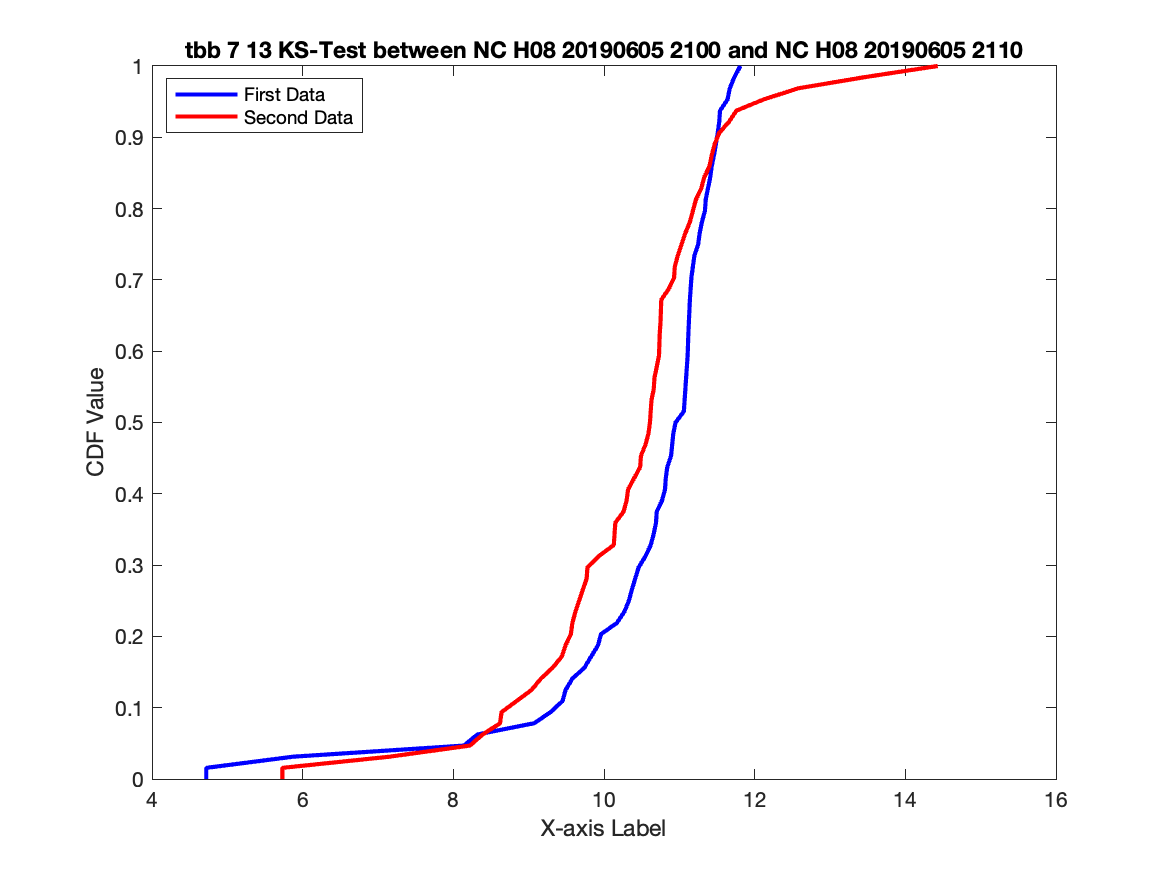 tbb 7 13 KS-Test between NC H08 20190605 2100 and NC H08 20190605 2110
First Data
Second Data
1
0.9
0.8
0.7
0.6
0.5
0.4
0.3
0.2
0.1
0
CDF Value
4 6 8 10 12 14 16
X-axis Label